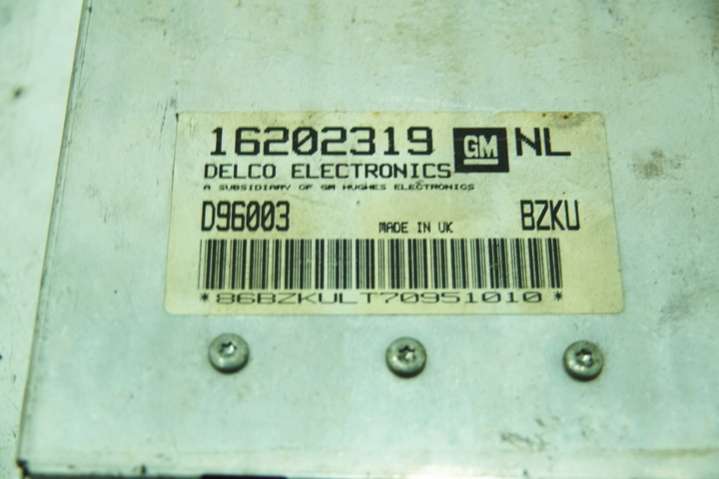 16202319 GM NL
DELCO ELECTRONICS
A SUBSIDIARY OF GM HUGHES ELECTRONICS
D96003 MADE IN UK BZKU
*86BZKULT70951010*